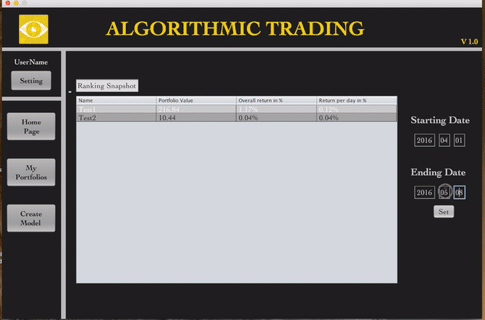 ALGORITHMIC TRADING
V 1.0
UserName
Setting
Home
Page
My
Portfolios
Create
Model
Ranking Snapshot
Name Portfolio Value Overall return in % Return per day in %
Test1 216.84 1.17% 0.12%
Test2 10.44 0.04% 0.04%
Starting Date
2016 04 01
Ending Date
2016 05 08
Set